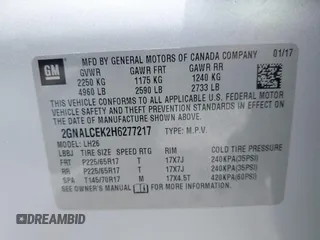 GM
MFD BY GENERAL MOTORS OF CANADA COMPANY 01/17
GVWR GAWR FRT GAWR RR
2250 KG 1175 KG 1240 KG
4960 LB 2590 LB 2733 LB
THIS VEHICLE CONFORMS TO ALL APPLICABLE U.S. FEDERAL MOTOR VEHICLE SAFETY AND THEFT PREVENTION STANDARDS IN EFFECT ON THE DATE OF MANUFACTURE SHOWN ABOVE.
2GNALCEK2H6277217 TYPE: M.P.V.
MODEL: LH26
TIRE SIZE SPEED RTG RIM COLD TIRE PRESSURE
FRT P225/65R17 T 17X7J 240KPA(35PSI)
RR P225/65R17 T 17X7J 240KPA(35PSI)
SPA T145/70R17 M 17X4.5T 420KPA(60PSI)
SEE OWNER'S MANUAL FOR MORE INFORMATION.